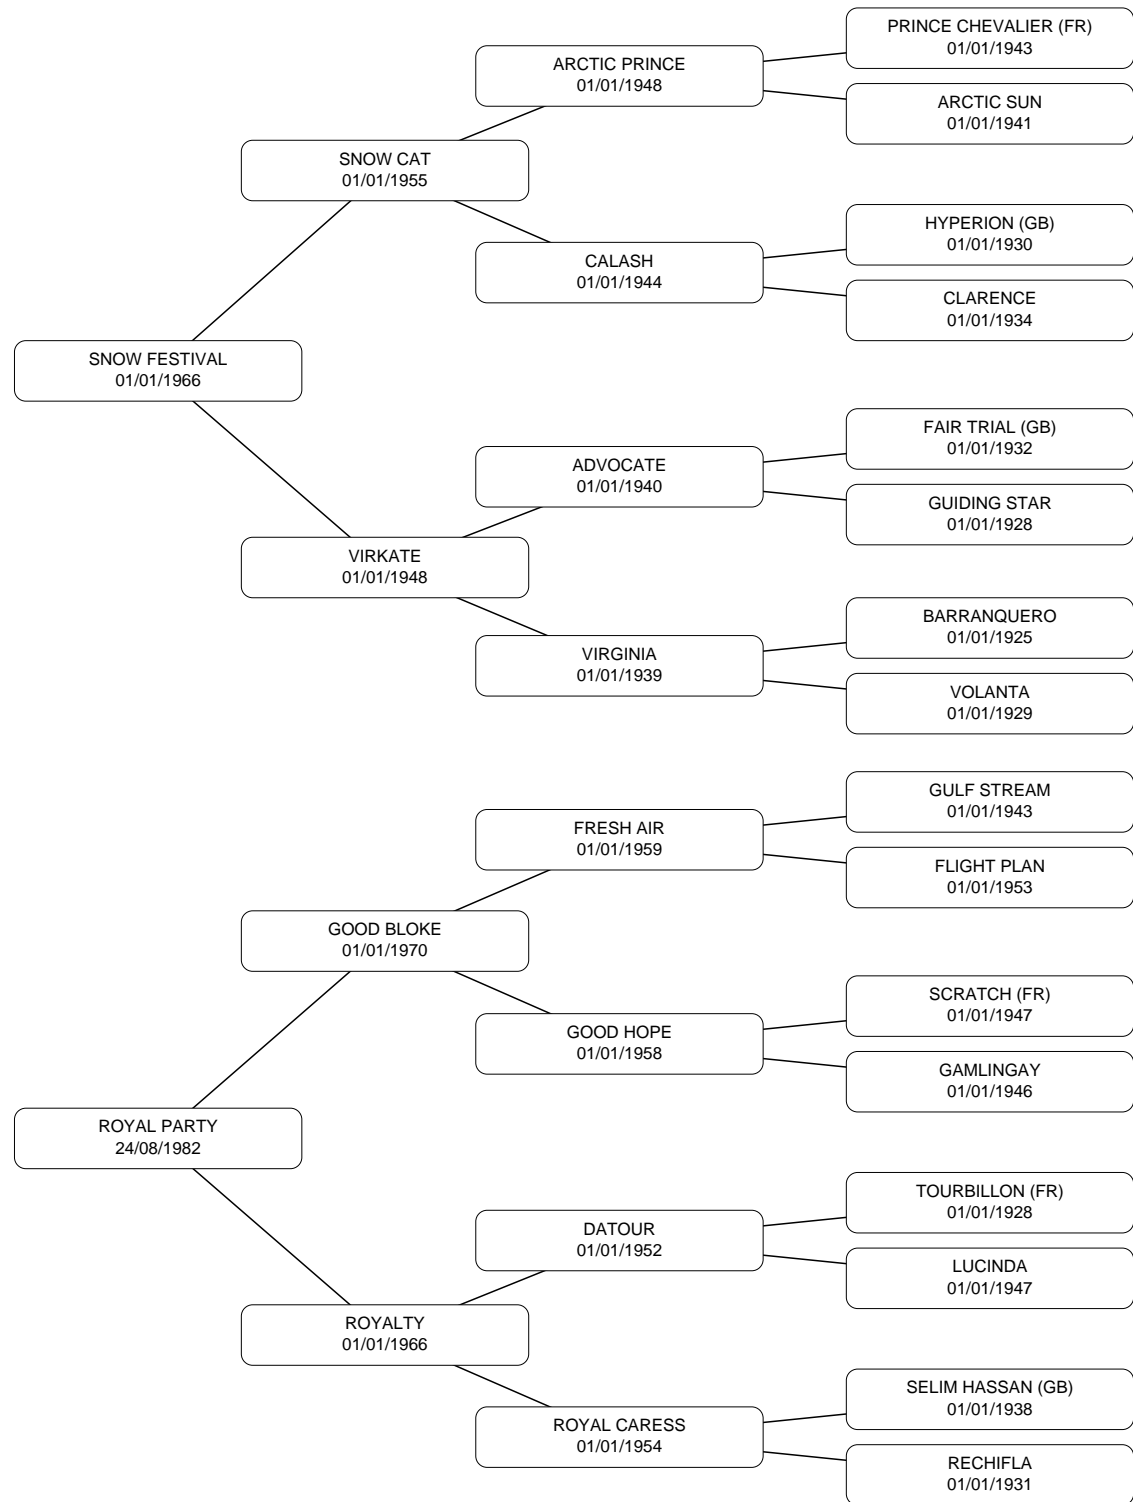 PRINCE CHEVALIER (FR)
01/01/1943
ARCTIC PRINCE
01/01/1948
ARCTIC SUN
01/01/1941
SNOW CAT
01/01/1955
HYPERION (GB)
01/01/1930
CALASH
01/01/1944
CLARENCE
01/01/1934
SNOW FESTIVAL
01/01/1966
FAIR TRIAL (GB)
01/01/1932
ADVOCATE
01/01/1940
GUIDING STAR
01/01/1928
VIRKATE
01/01/1948
BARRANQUERO
01/01/1925
VIRGINIA
01/01/1939
VOLANTA
01/01/1929
GULF STREAM
01/01/1943
FRESH AIR
01/01/1959
FLIGHT PLAN
01/01/1953
GOOD BLOKE
01/01/1970
SCRATCH (FR)
01/01/1947
GOOD HOPE
01/01/1958
GAMLINGAY
01/01/1946
ROYAL PARTY
24/08/1982
TOURBILLON (FR)
01/01/1928
DATOUR
01/01/1952
LUCINDA
01/01/1947
ROYALTY
01/01/1966
SELIM HASSAN (GB)
01/01/1938
ROYAL CARESS
01/01/1954
RECHIFLA
01/01/1931